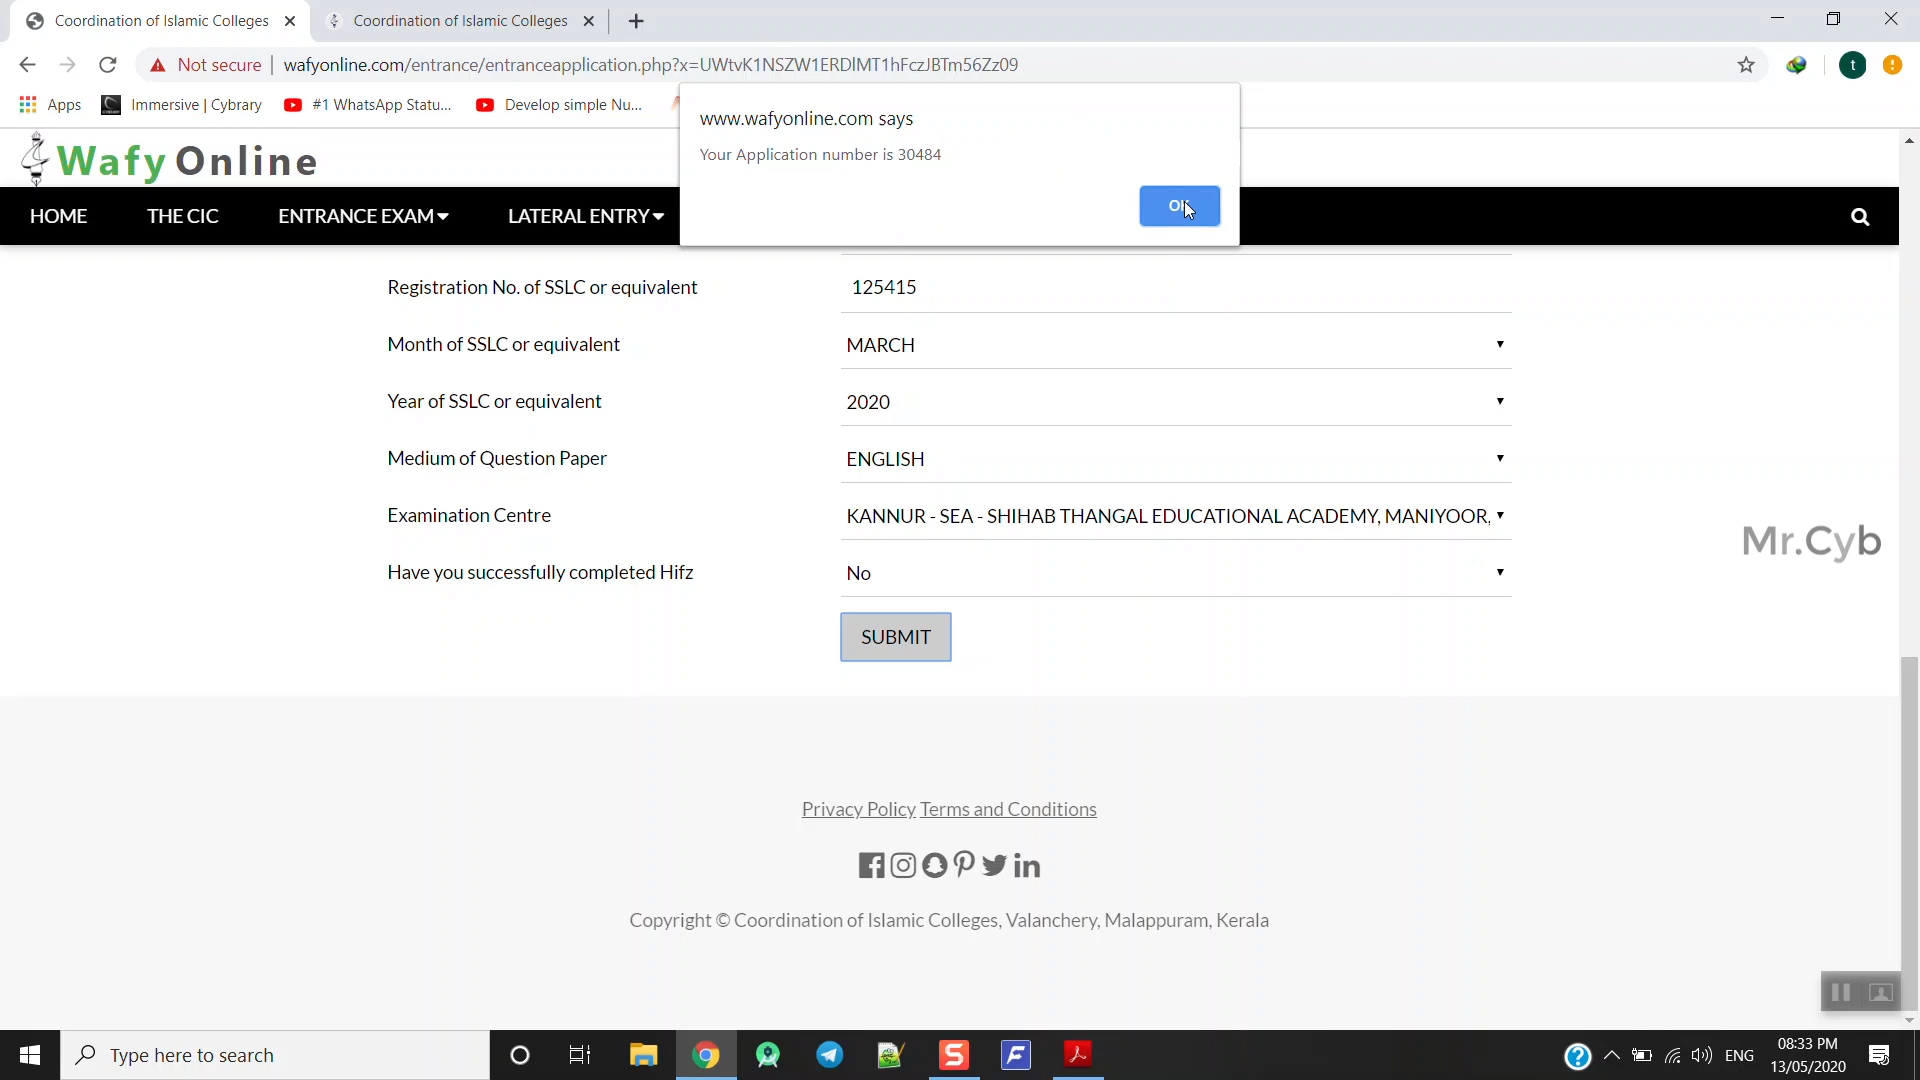 Coordination of Islamic Colleges
Coordination of Islamic Colleges
Not secure
wafyonline.com/entrance/entranceapplication.php?x=UWtvK1NSZW1ERDlMT1hFczJBTm56Zz09
t
Apps
Immersive | Cybrary
#1 WhatsApp Statu...
Develop simple Nu...
www.wafyonline.com says
Your Application number is 30484
OK
Wafy Online
HOME
THE CIC
ENTRANCE EXAM
LATERAL ENTRY
Registration No. of SSLC or equivalent
125415
Month of SSLC or equivalent
MARCH
Year of SSLC or equivalent
2020
Medium of Question Paper
ENGLISH
Examination Centre
KANNUR - SEA - SHIHAB THANGAL EDUCATIONAL ACADEMY, MANIYOOR,
Have you successfully completed Hifz
No
Mr.Cyb
SUBMIT
Privacy Policy Terms and Conditions
Copyright © Coordination of Islamic Colleges, Valanchery, Malappuram, Kerala
Type here to search
ENG
08:33 PM
13/05/2020